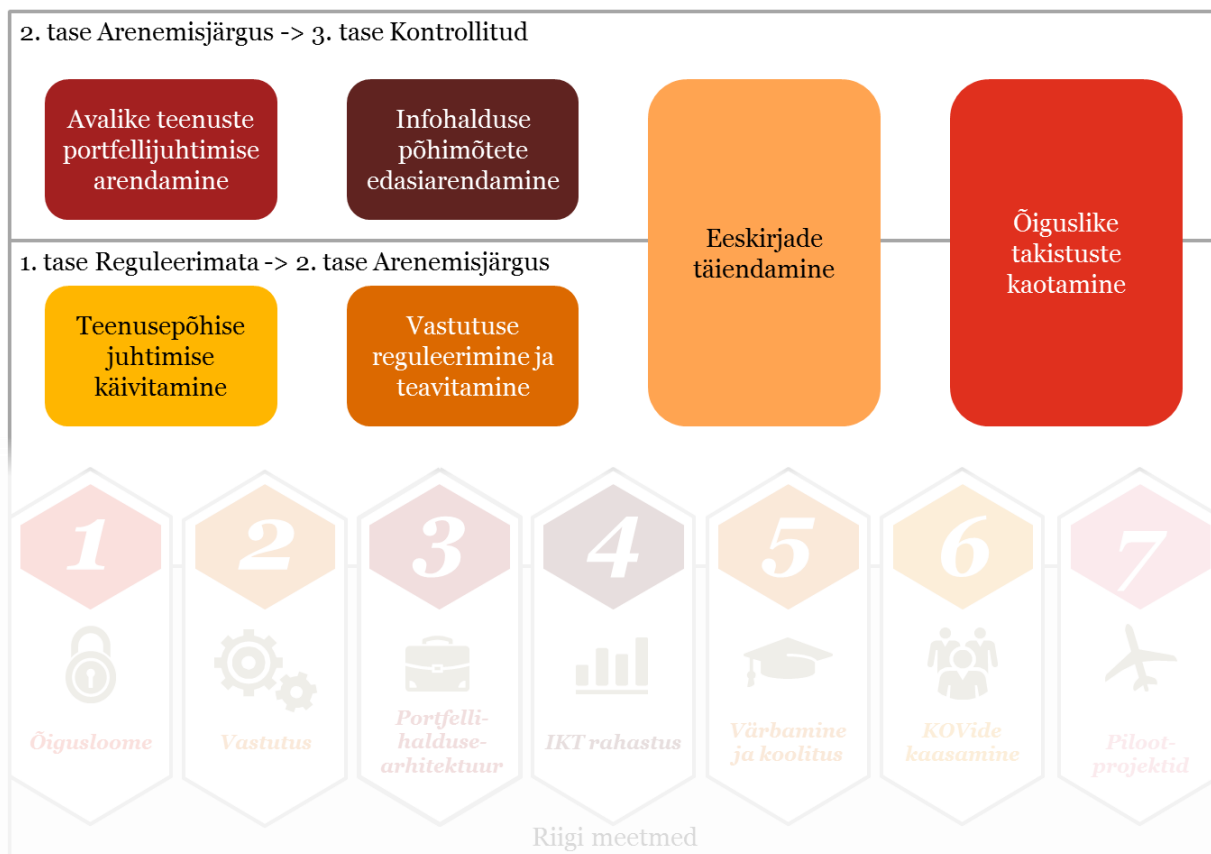 2. tase Arenemisjärgus -> 3. tase Kontrollitud
Avalike teenuste
portfellijuhtimise
arendamine
Infohalduse
põhimõtete
edasiarendamine
Eeskirjade
täiendamine
Õiguslike
takistuste
kaotamine
1. tase Reguleerimata -> 2. tase Arenemisjärgus
Teenusepõhise
juhtimise
käivitamine
Vastutuse
reguleerimine ja
teavitamine
1
2
3
4
5
6
7
Õigusloome
Vastutus
Portfelli-
halduse-
arhitektuur
IKT rahastus
Värbamine
ja koolitus
KOVide
kaasamine
Piloot-
projektid
Riigi meetmed